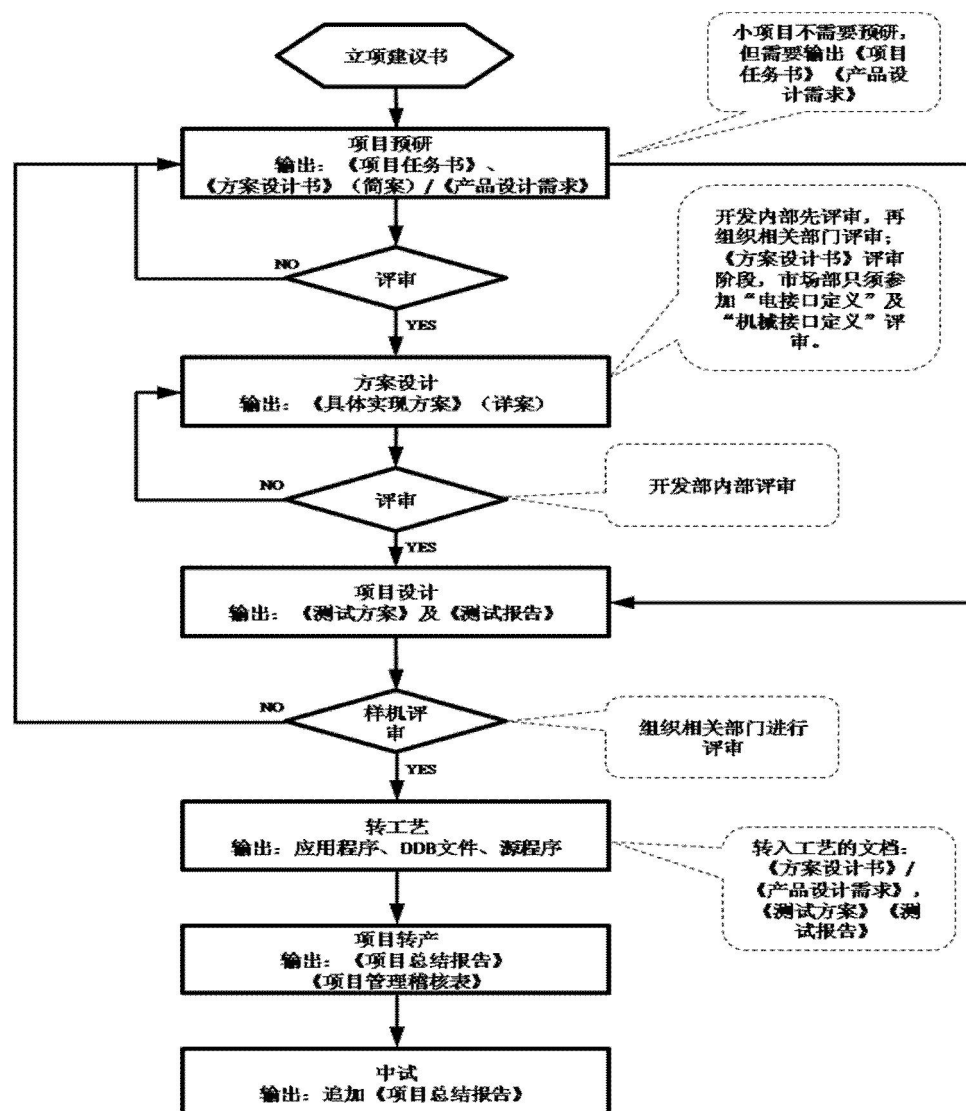 立项建议书
小项目不需要预研,
但需要输出《项目
任务书》《产品设
计需求》
项目预研
输出：《项目任务书》、
《方案设计书》（简案）/《产品设计需求》
开发内部先评审，再
组织相关部门评审；
《方案设计书》评审
阶段，市场部只须参
加“电接口定义”及
“机械接口定义”评
审。
NO
评审
YES
方案设计
输出：《具体实现方案》（详案）
NO
评审
开发部内部评审
YES
项目设计
输出：《测试方案》及《测试报告》
NO
样机评
审
组织相关部门进行
评审
YES
转工艺
输出：应用程序、DDB文件、源程序
转入工艺的文档：
《方案设计书》/
《产品设计需求》，
《测试方案》《测
试报告》
项目转产
输出：《项目总结报告》
《项目管理稽核表》
中试
输出：追加《项目总结报告》